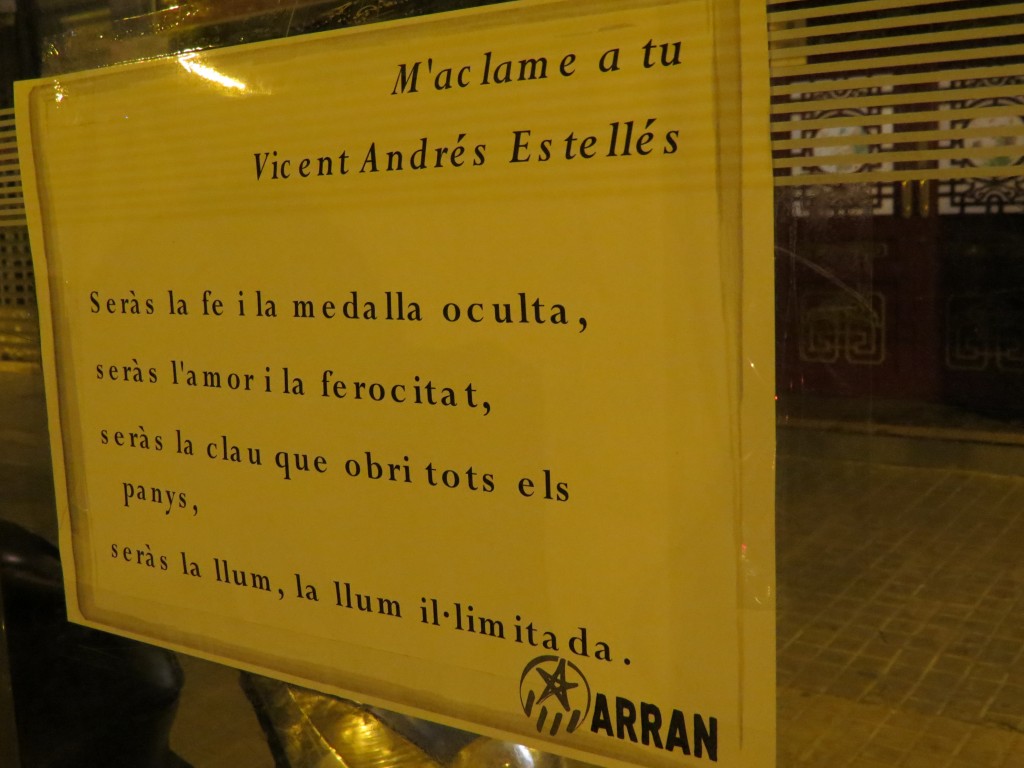 M'aclame a tu
Vicent Andrés Estellés
Seràs la fe i la medalla oculta,
seràs l'amor i la ferocitat,
seràs la clau que obri tots els
panys,
seràs la llum, la llum il·limitada.
ARRAN